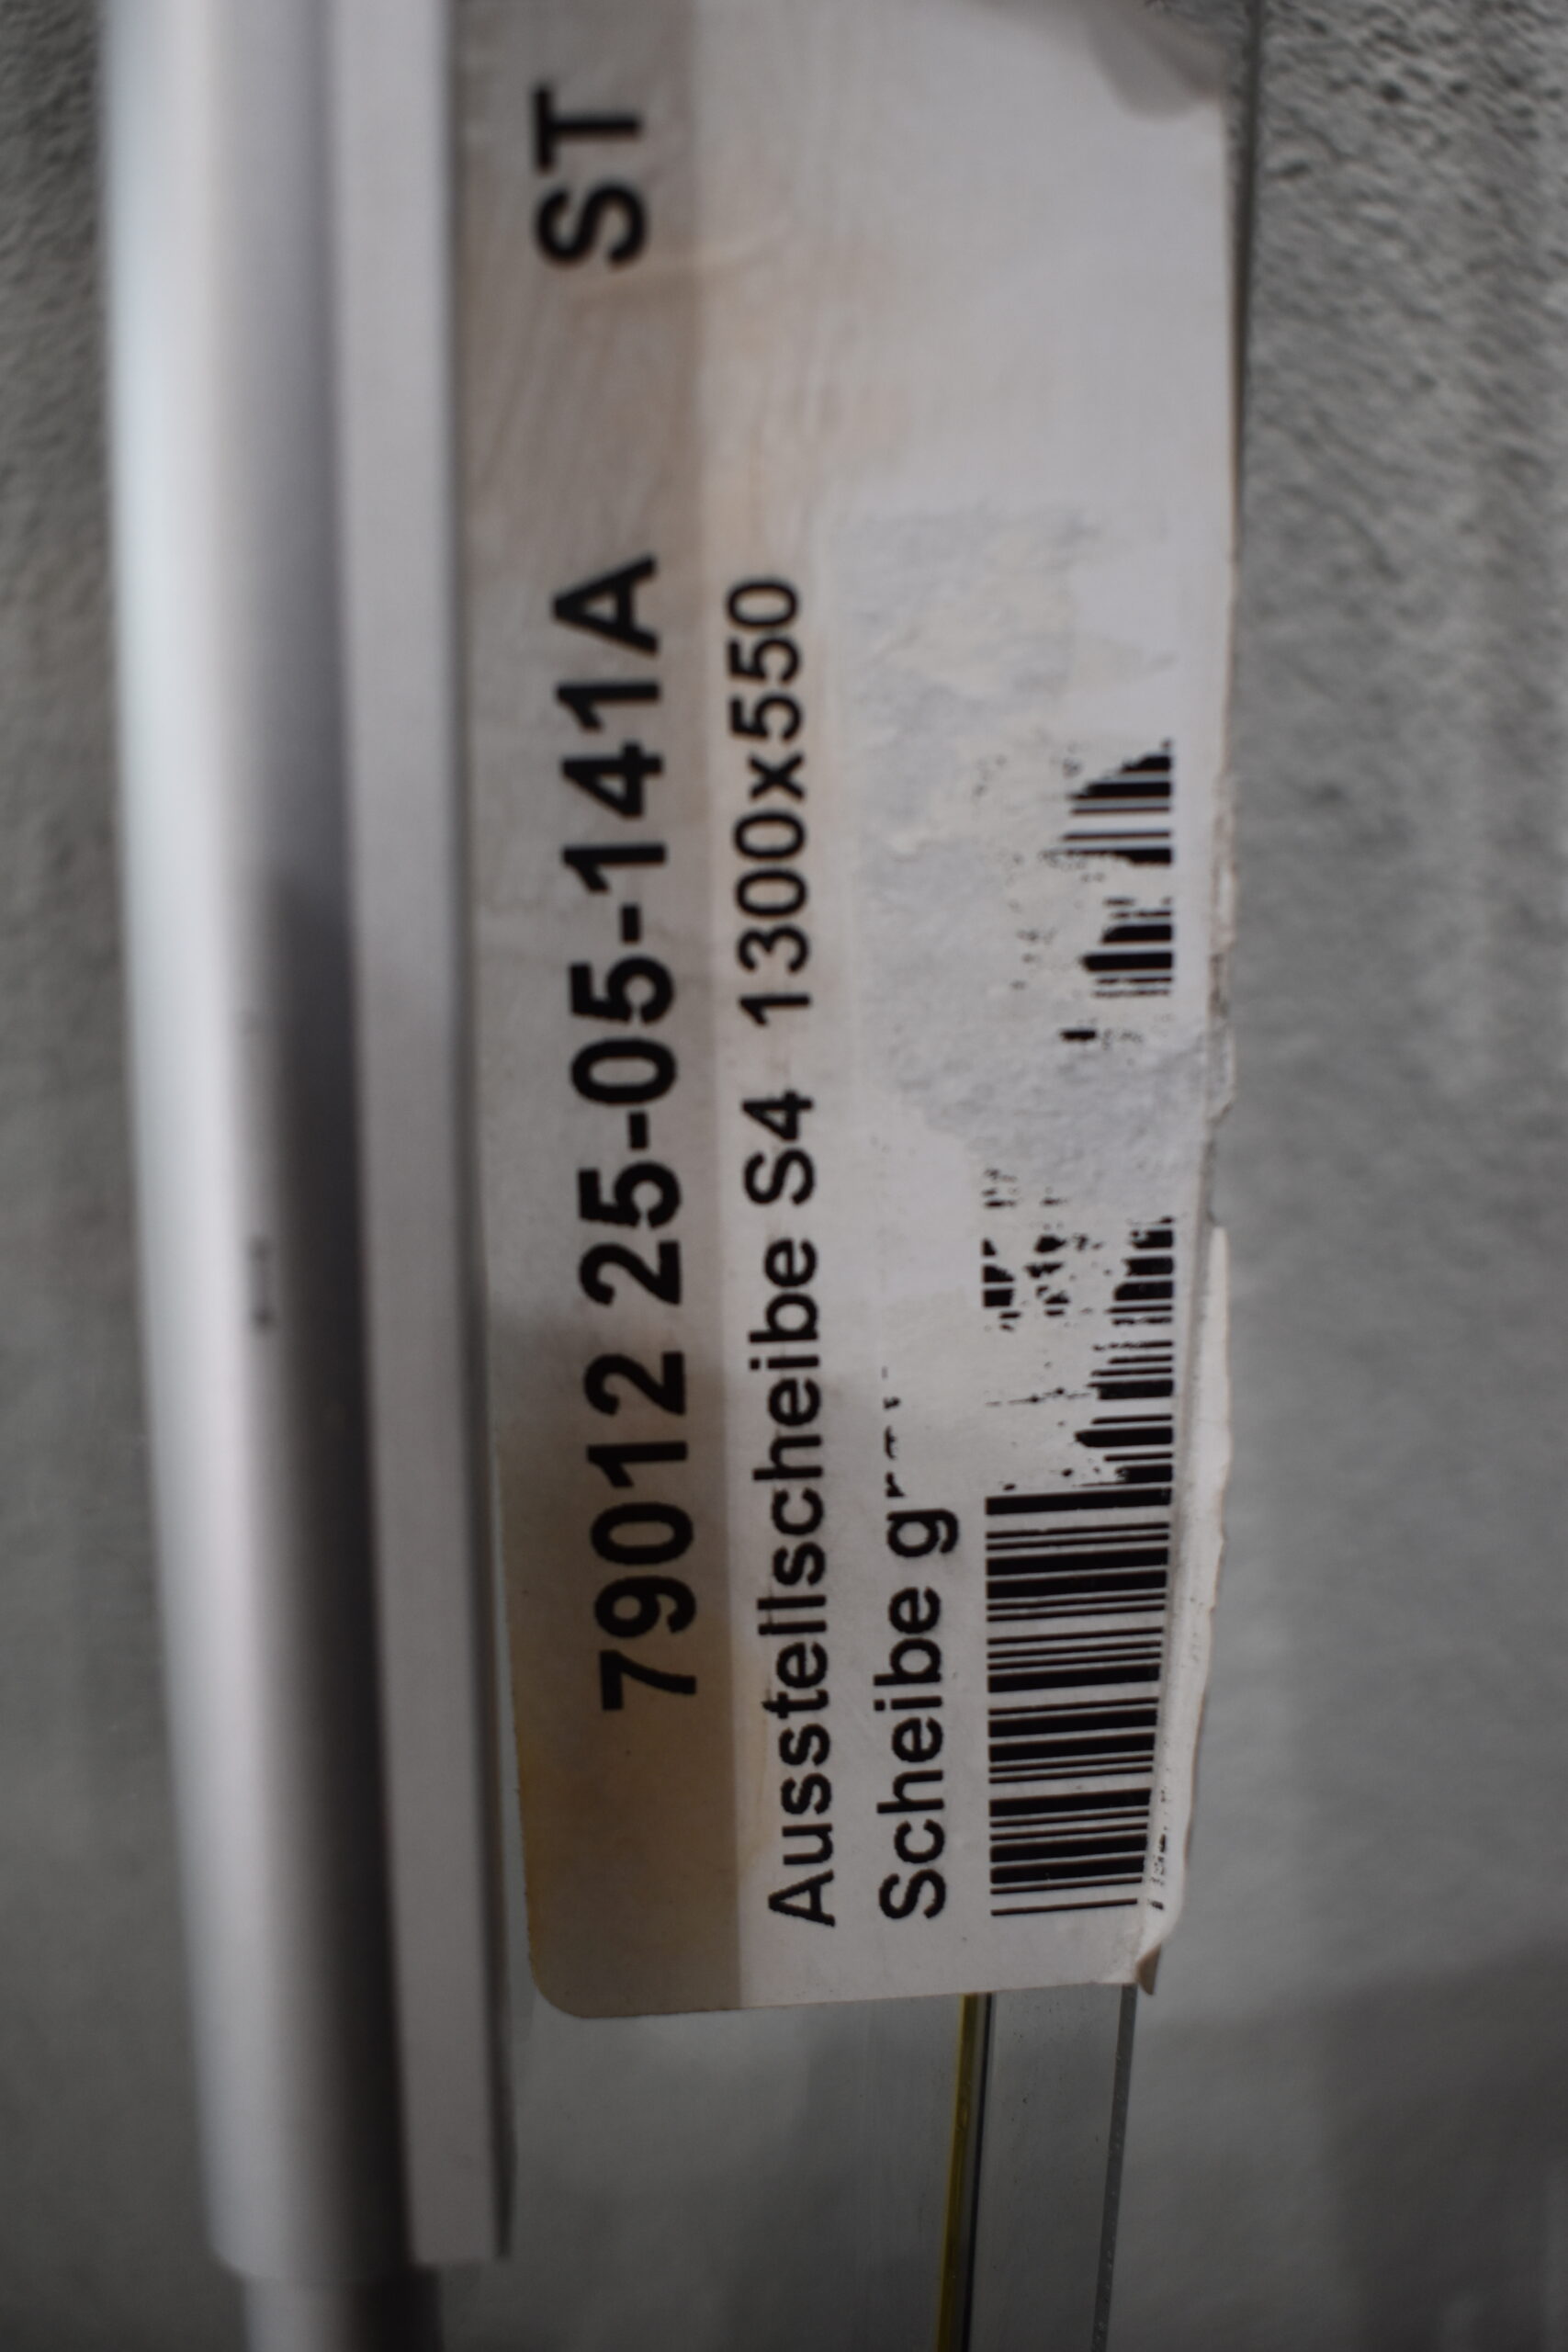 79012 25-05-141A ST
Ausstellscheibe S4 1300x550
Scheibe